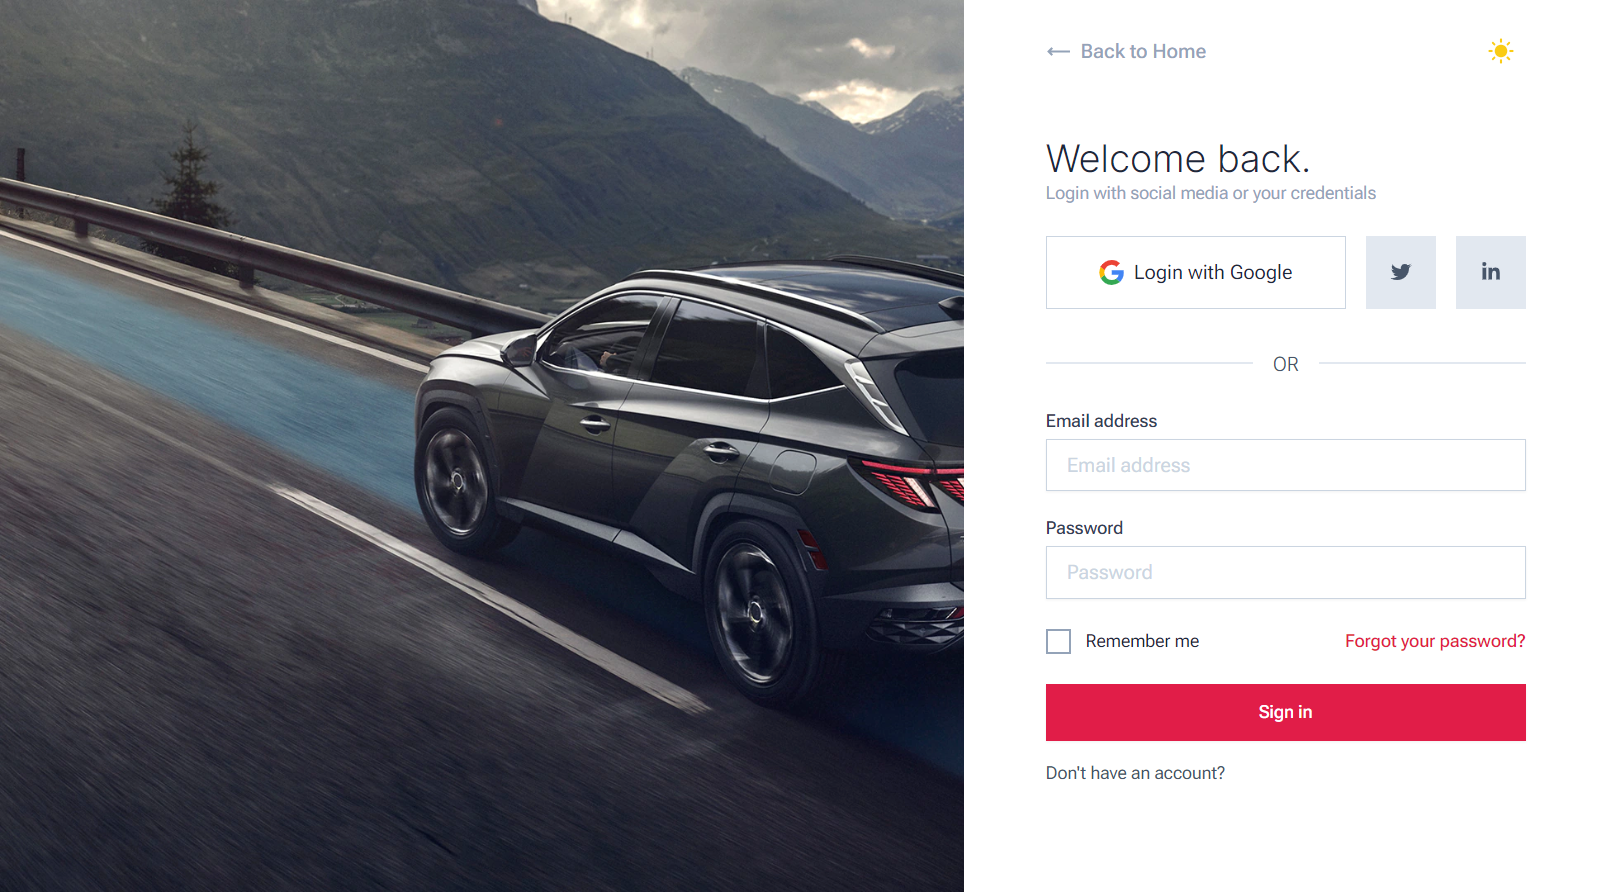 Back to Home
Welcome back.
Login with social media or your credentials
Login with Google
in
OR
Email address
Email address
Password
Password
Remember me
Forgot your password?
Sign in
Don't have an account?